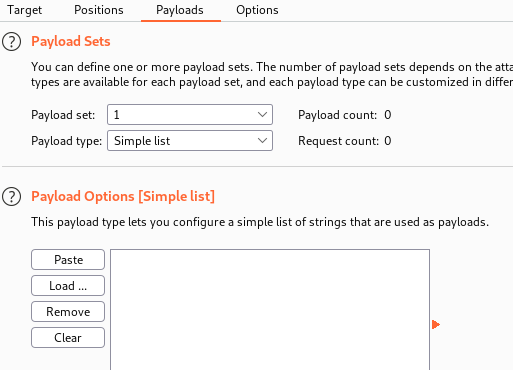 Target Positions Payloads Options
? Payload Sets
You can define one or more payload sets. The number of payload sets depends on the
types are available for each payload set, and each payload type can be customized in
Payload set: 1 Payload count: 0
Payload type: Simple list Request count: 0
? Payload Options [Simple list]
This payload type lets you configure a simple list of strings that are used as payloads.
Paste
Load ...
Remove
Clear